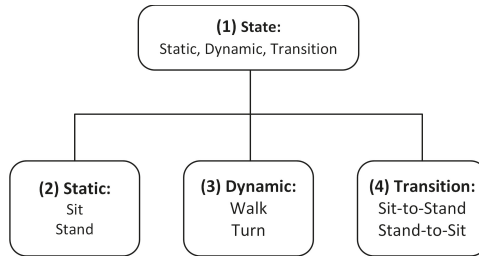 (1) State:
Static, Dynamic, Transition
(2) Static:
Sit
Stand
(3) Dynamic:
Walk
Turn
(4) Transition:
Sit-to-Stand
Stand-to-Sit